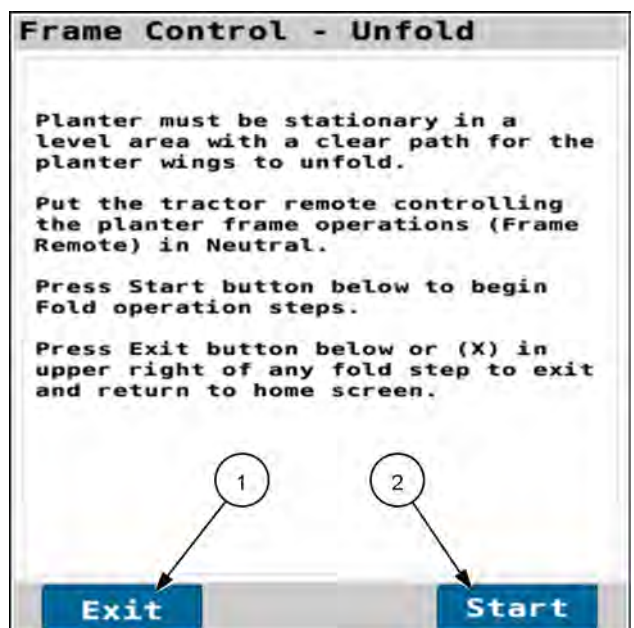 Frame Control - Unfold
Planter must be stationary in a
level area with a clear path for the
planter wings to unfold.
Put the tractor remote controlling
the planter frame operations (Frame
Remote) in Neutral.
Press Start button below to begin
Fold operation steps.
Press Exit button below or (X) in
upper right of any fold step to exit
and return to home screen.
1
2
Exit
Start